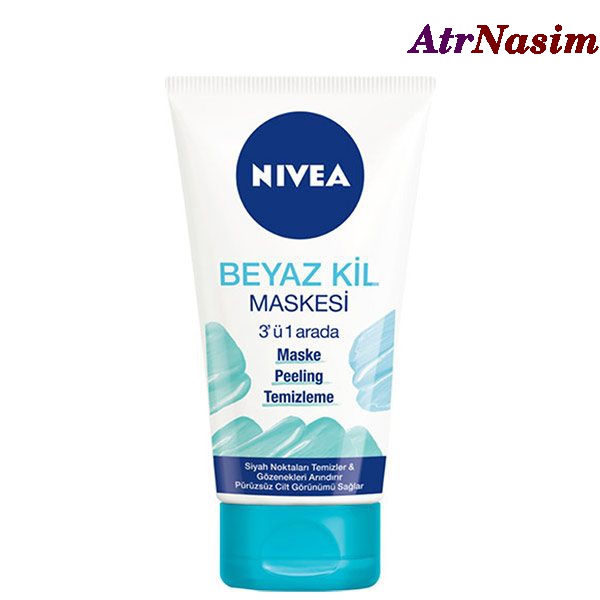 AtrNasim
NIVEA
BEYAZ KİL
MASKESİ
3'ü 1 arada
Maske
Peeling
Temizleme
Siyah Noktaları Temizler &
Gözenekleri Arındırır
Pürüzsüz Cilt Görünümü Sağlar